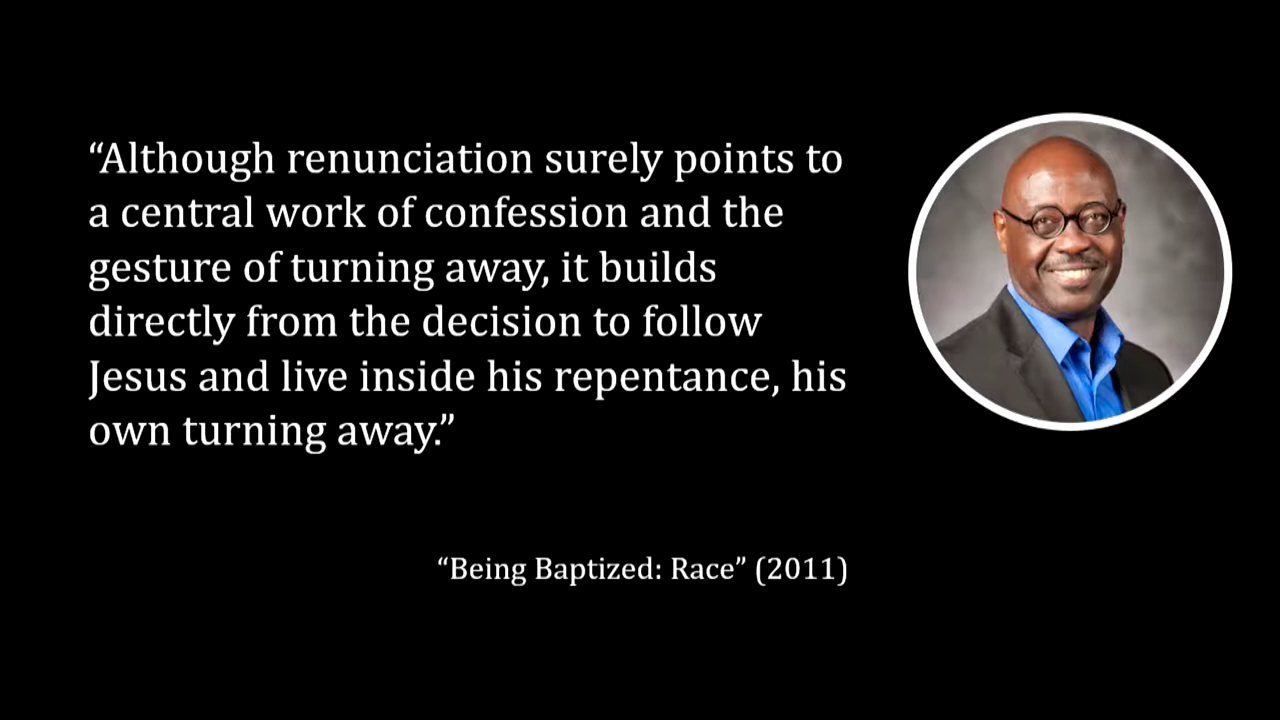 “Although renunciation surely points to
a central work of confession and the
gesture of turning away, it builds
directly from the decision to follow
Jesus and live inside his repentance, his
own turning away.”
“Being Baptized: Race” (2011)